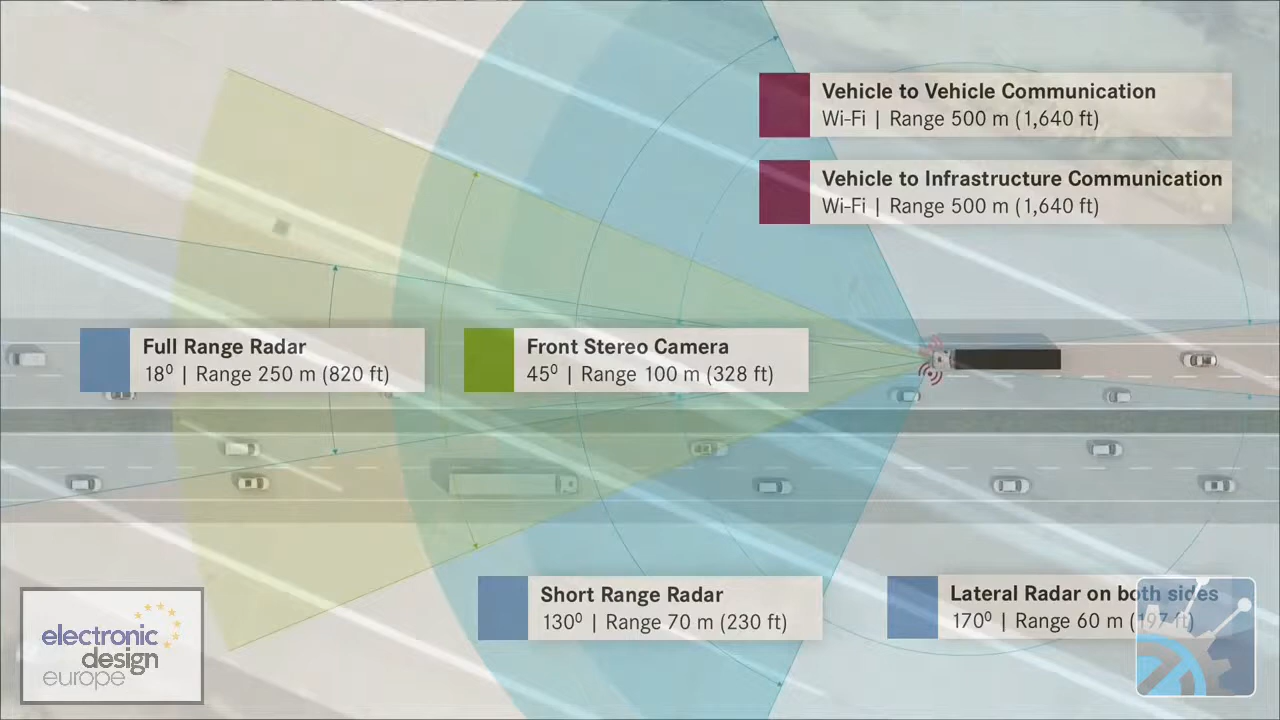 Vehicle to Vehicle Communication
Wi-Fi | Range 500 m (1,640 ft)
Vehicle to Infrastructure Communication
Wi-Fi | Range 500 m (1,640 ft)
Full Range Radar
18⁰ | Range 250 m (820 ft)
Front Stereo Camera
45⁰ | Range 100 m (328 ft)
Short Range Radar
130⁰ | Range 70 m (230 ft)
Lateral Radar on both sides
170⁰ | Range 60 m (197 ft)
electronic
design
europe